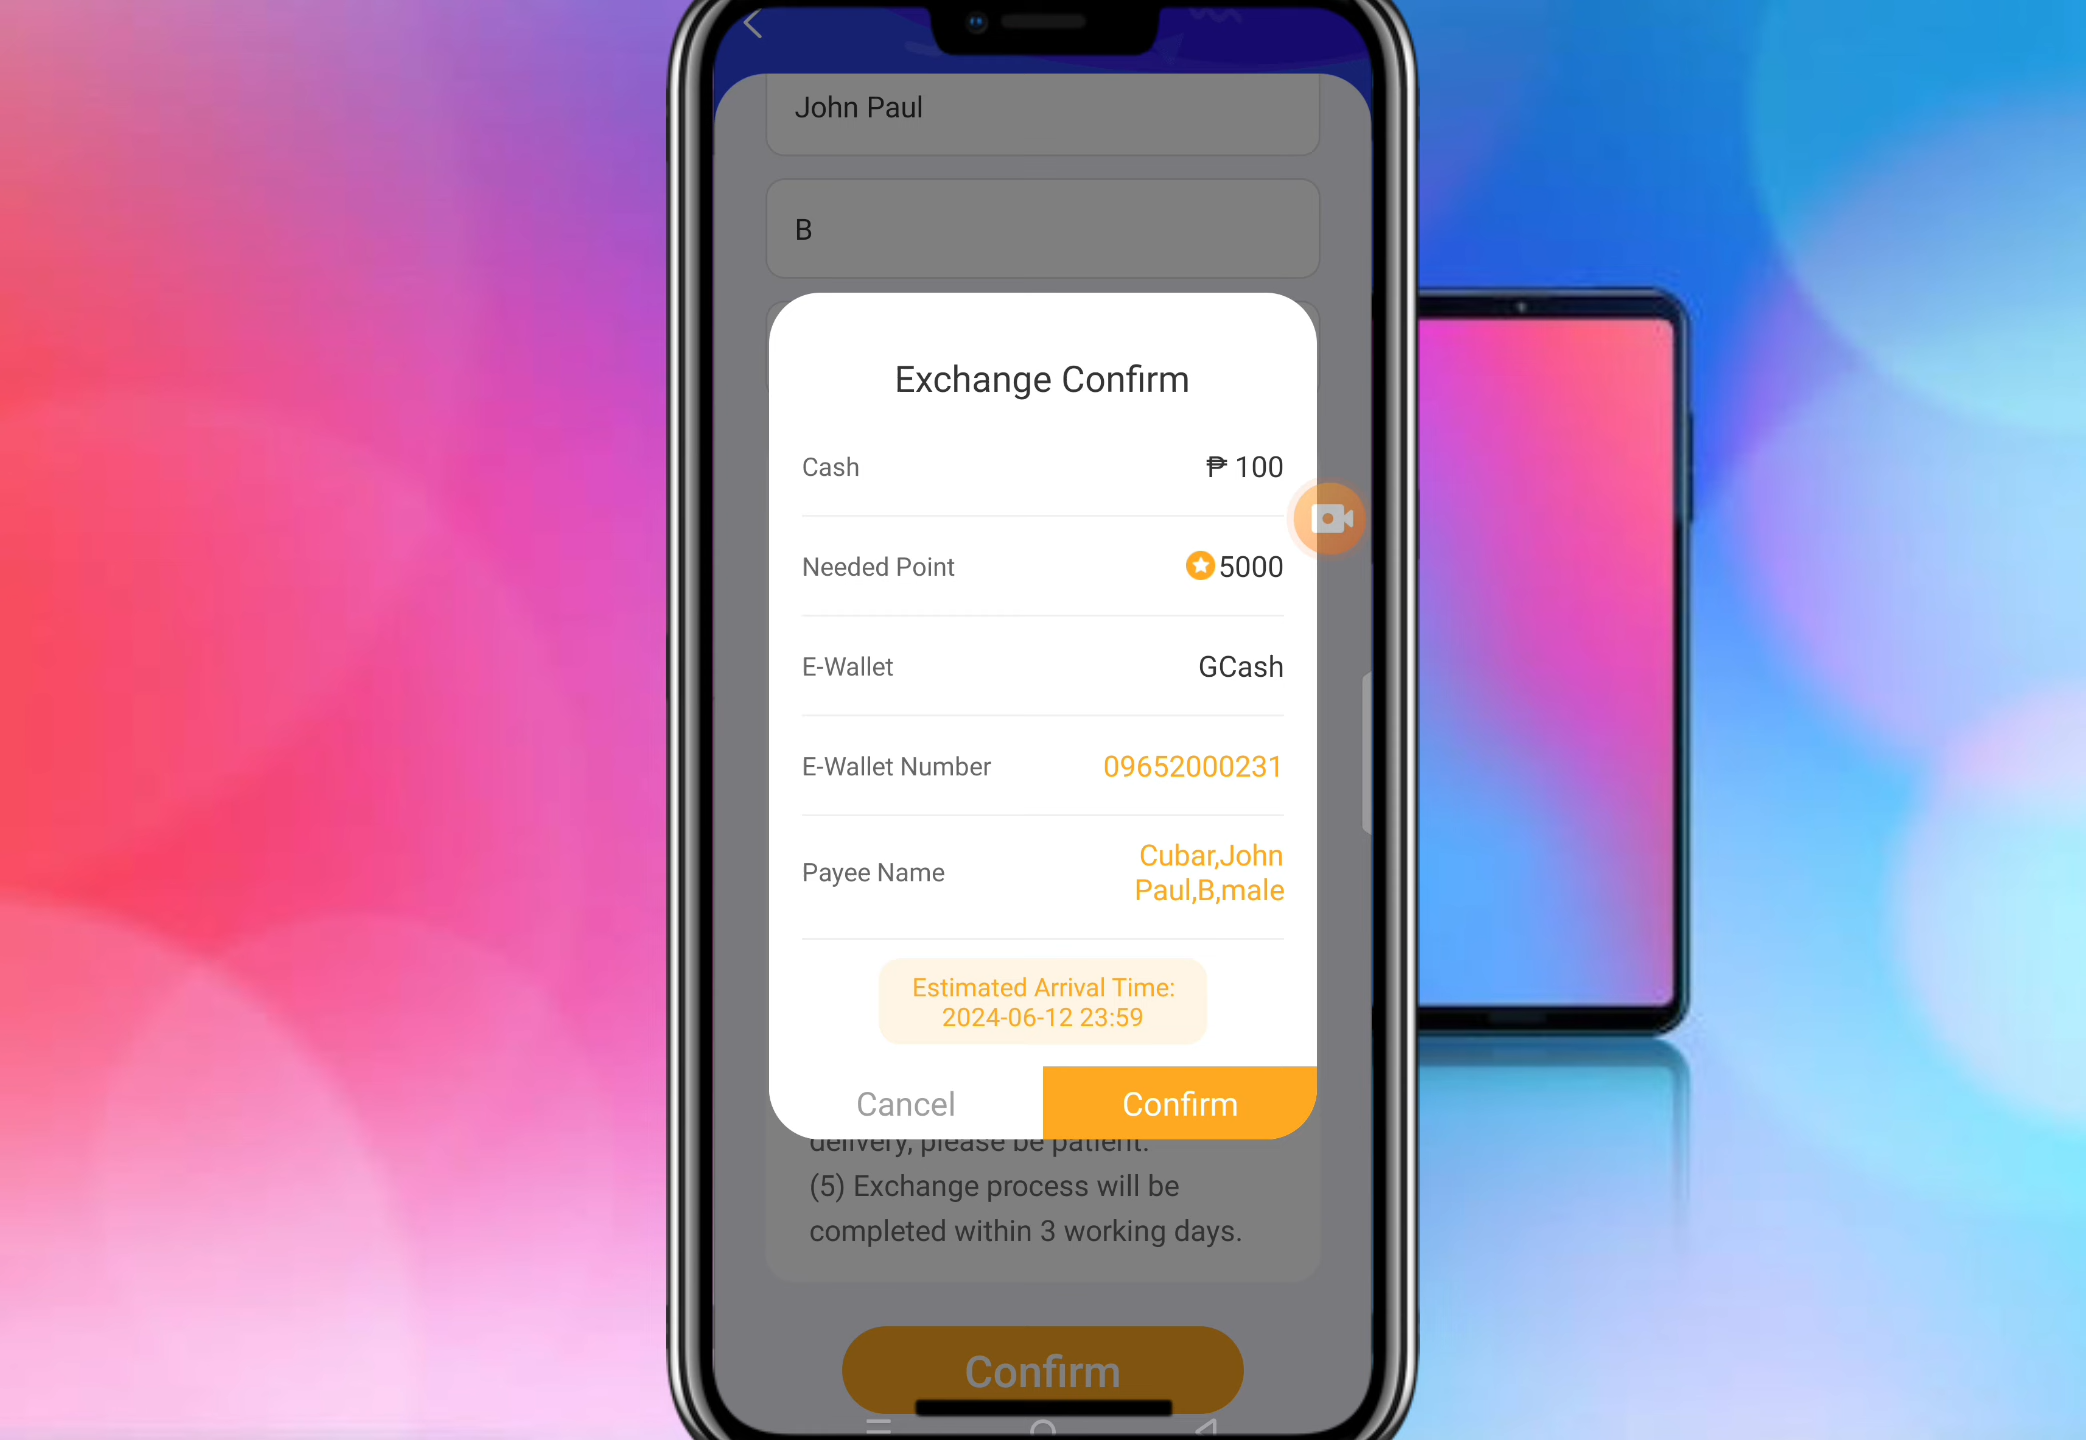 John Paul
B
Exchange Confirm
Cash ₱ 100
Needed Point 5000
E-Wallet GCash
E-Wallet Number 09652000231
Payee Name Cubar,John
Paul,B,male
Estimated Arrival Time:
2024-06-12 23:59
Cancel Confirm
delivery, please be patient.
(5) Exchange process will be
completed within 3 working days.
Confirm